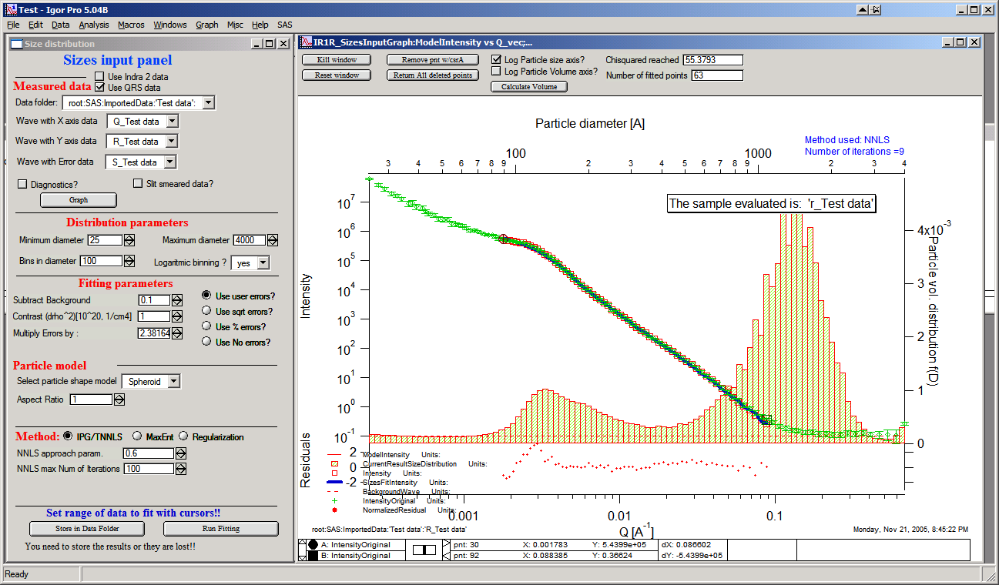 Test - Igor Pro 5.04B
File Edit Data Analysis Macros Windows Graph Misc Help SAS
Size distribution
Sizes input panel
Use Indra 2 data
Measured data Use QRS data
Data folder: root:SAS:ImportedData:'Test data':
Wave with X axis data Q_Test data
Wave with Y axis data R_Test data
Wave with Error data S_Test data
Diagnostics? Slit smeared data?
Graph
Distribution parameters
Minimum diameter 25 Maximum diameter 4000
Bins in diameter 100 Logaritmic binning ? yes
Fitting parameters
Subtract Background 0.1 Use user errors?
Contrast (drho^2)[10^20, 1/cm4] 1 Use sqrt errors?
Multiply Errors by : 2.38164 Use % errors?
Use No errors?
Particle model
Select particle shape model Spheroid
Aspect Ratio 1
Method: IPG/TNNLS MaxEnt Regularization
NNLS approach param. 0.6
NNLS max Num of Iterations 100
Set range of data to fit with cursors!!
Store in Data Folder Run Fitting
You need to store the results or they are lost!!
IR1R_SizesInputGraph:ModelIntensity vs Q_vec;...
Kill window Remove pnt w/csrA Log Particle size axis? Chisquared reached 55.3793
Reset window Return All deleted points Log Particle Volume axis? Number of fitted points 63
Calculate Volume
Particle diameter [A]
Method used: NNLS
Number of iterations =9
100 1000
3 4 5 6 7 8 9 2 3 4 5 6 7 8 9 2 3 4
The sample evaluated is: 'r_Test data'
10^7
10^6
10^5
10^4
10^3
10^2
10^1
10^0
10^-1
Intensity
4x10^-3
3
2
1
0
Particle vol. distribution f(D)
Residuals
2
0
-2
ModelIntensity Units:
CurrentResultSizeDistribution Units:
Intensity Units:
SizesFitIntensity Units:
BackgroundWave Units:
IntensityOriginal Units:
NormalizedResidual Units:
0.001 0.01 0.1
Q [A^-1]
root:SAS:ImportedData:'Test data':'R_Test data' Monday, Nov 21, 2005, 8:45:22 PM
A: IntensityOriginal pnt: 30 X: 0.001783 Y: 5.4399e+05 dX: 0.086602
B: IntensityOriginal pnt: 92 X: 0.088385 Y: 0.36624 dY: -5.4399e+05
Ready